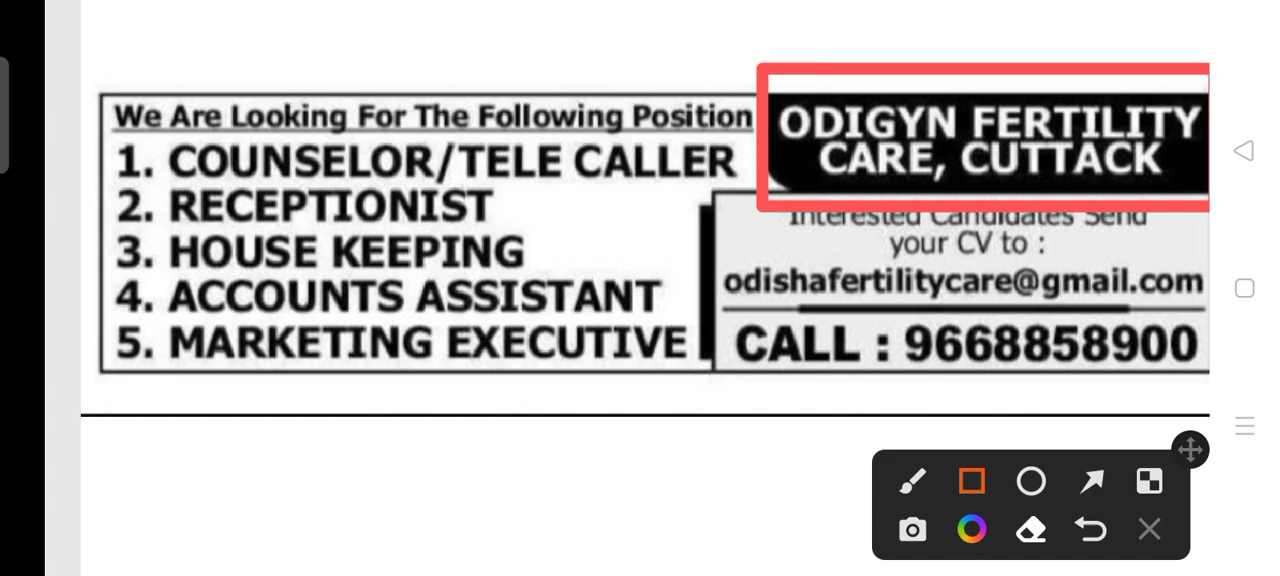 We Are Looking For The Following Position
1. COUNSELOR/TELE CALLER
2. RECEPTIONIST
3. HOUSE KEEPING
4. ACCOUNTS ASSISTANT
5. MARKETING EXECUTIVE
ODIGYN FERTILITY
CARE, CUTTACK
Interested Candidates Send
your CV to :
odishafertilitycare@gmail.com
CALL : 9668858900